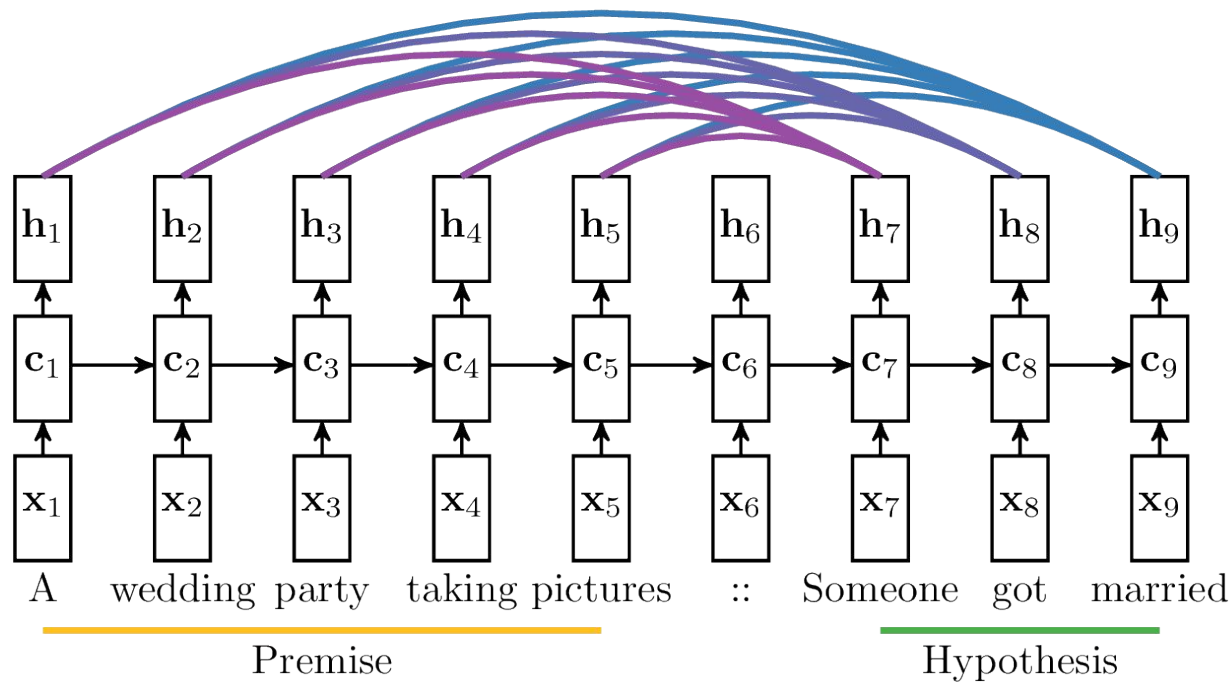 h1 h2 h3 h4 h5 h6 h7 h8 h9
c1 c2 c3 c4 c5 c6 c7 c8 c9
x1 x2 x3 x4 x5 x6 x7 x8 x9
A wedding party taking pictures :: Someone got married
Premise Hypothesis